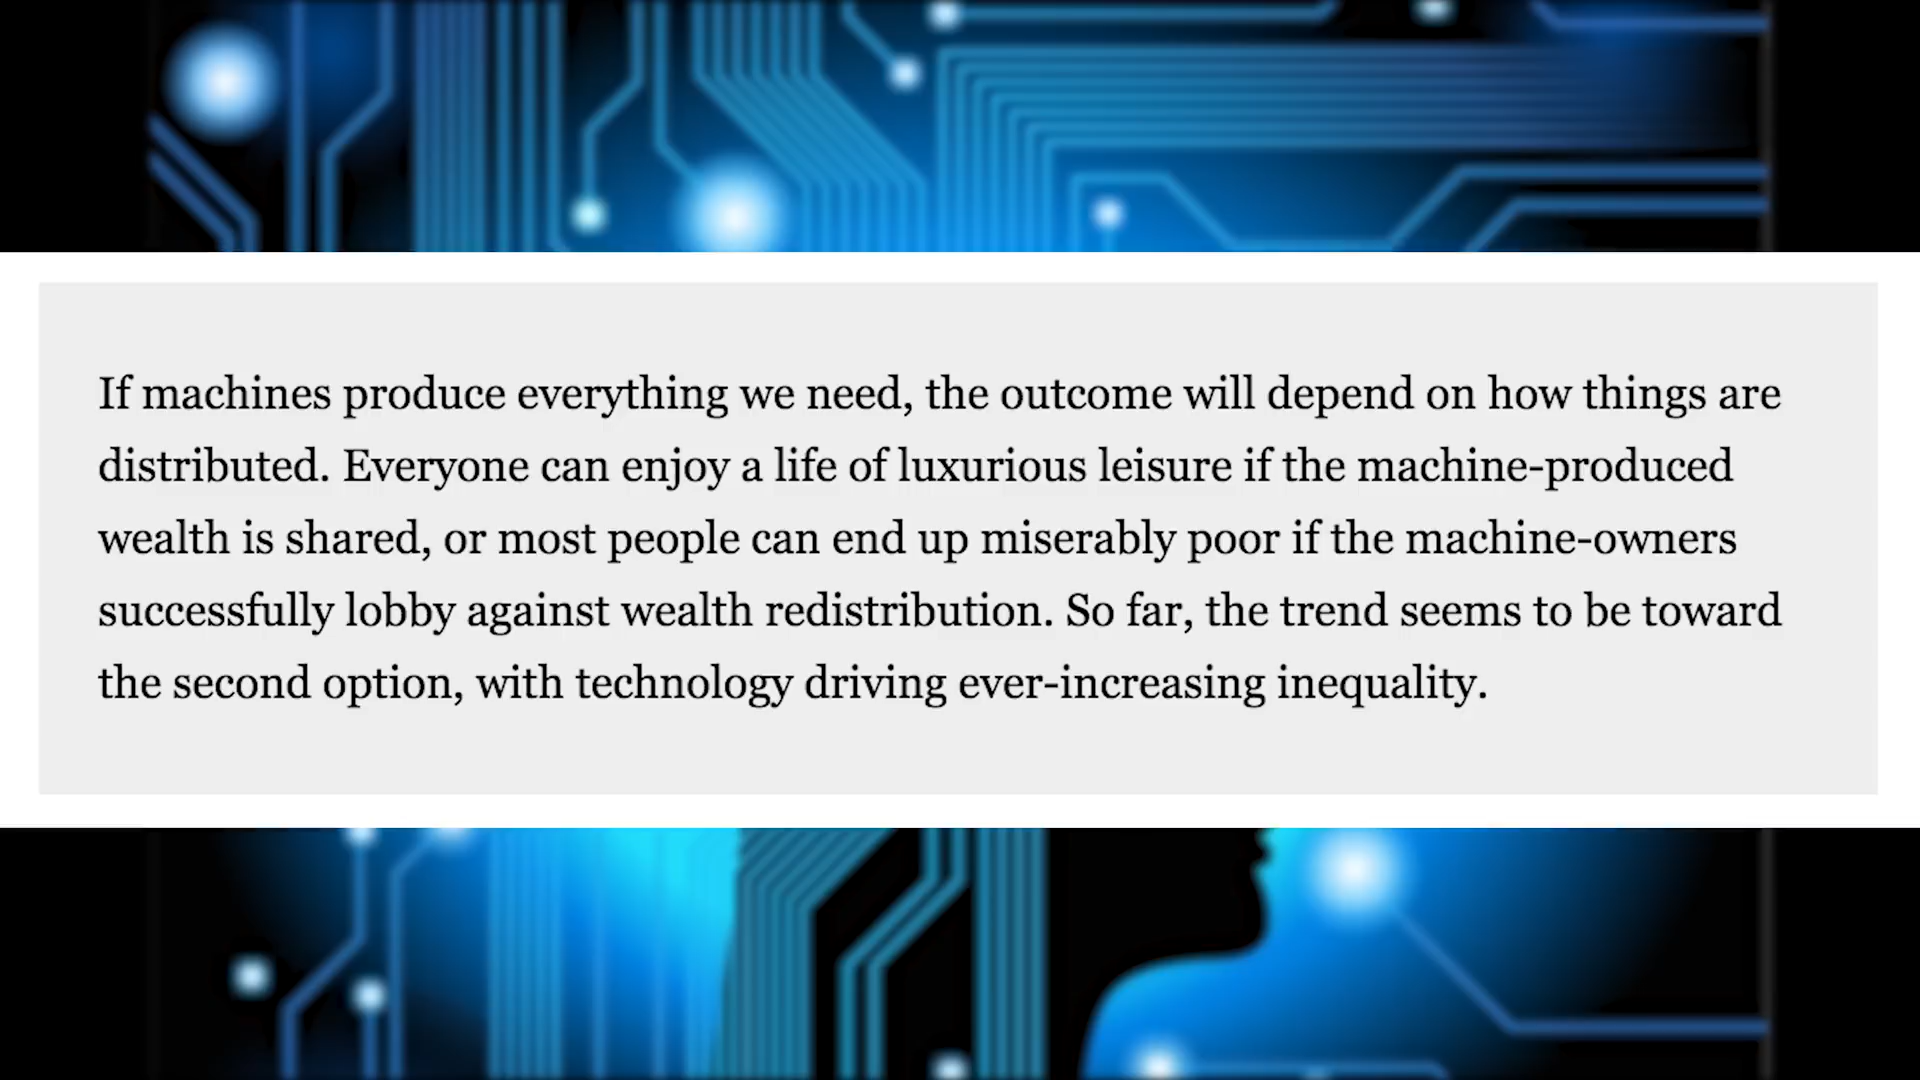 If machines produce everything we need, the outcome will depend on how things are
distributed. Everyone can enjoy a life of luxurious leisure if the machine-produced
wealth is shared, or most people can end up miserably poor if the machine-owners
successfully lobby against wealth redistribution. So far, the trend seems to be toward
the second option, with technology driving ever-increasing inequality.